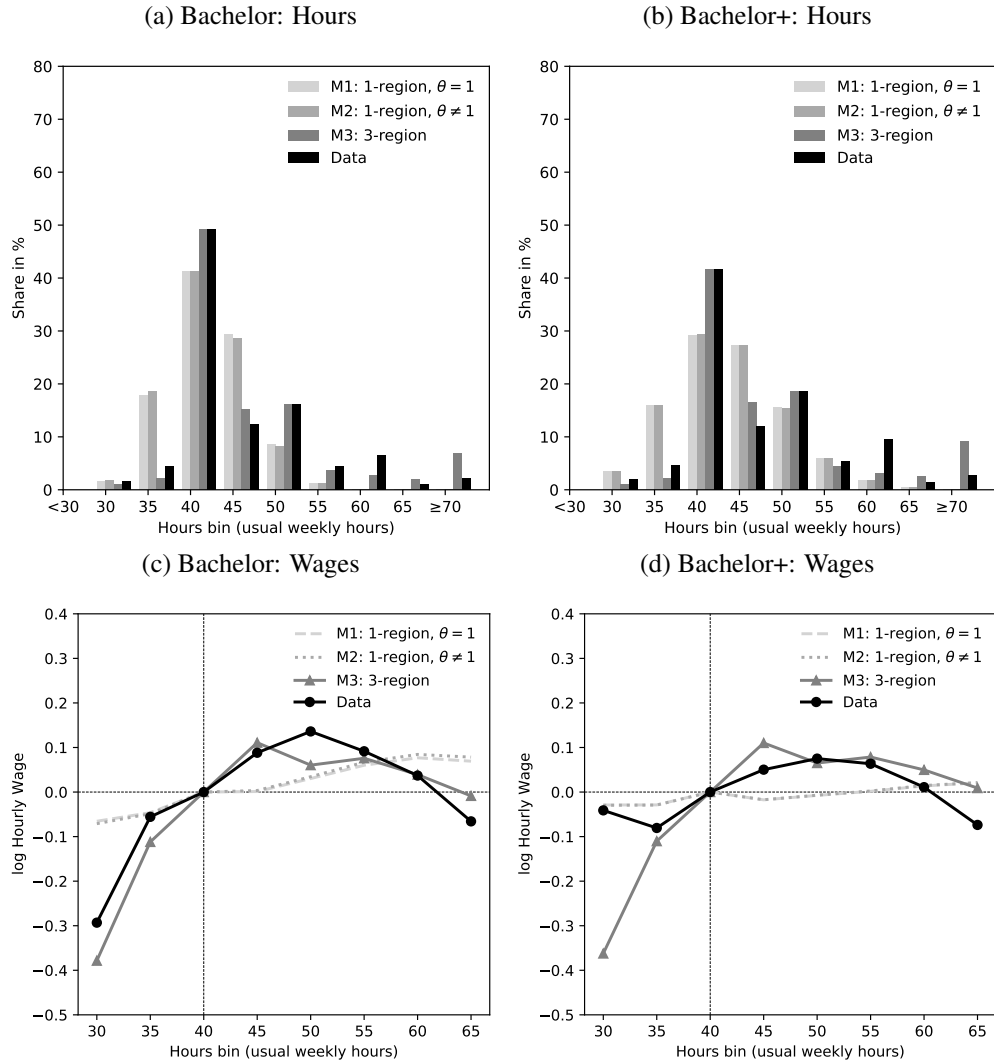 (a) Bachelor: Hours
80
70
60
50
40
30
20
10
0
Share in %
<30 30 35 40 45 50 55 60 65 ≥70
Hours bin (usual weekly hours)
M1: 1-region, θ = 1
M2: 1-region, θ ≠ 1
M3: 3-region
Data
(b) Bachelor+: Hours
80
70
60
50
40
30
20
10
0
Share in %
<30 30 35 40 45 50 55 60 65 ≥70
Hours bin (usual weekly hours)
M1: 1-region, θ = 1
M2: 1-region, θ ≠ 1
M3: 3-region
Data
(c) Bachelor: Wages
0.4
0.3
0.2
0.1
0.0
−0.1
−0.2
−0.3
−0.4
−0.5
log Hourly Wage
30 35 40 45 50 55 60 65
Hours bin (usual weekly hours)
M1: 1-region, θ = 1
M2: 1-region, θ ≠ 1
M3: 3-region
Data
(d) Bachelor+: Wages
0.4
0.3
0.2
0.1
0.0
−0.1
−0.2
−0.3
−0.4
−0.5
log Hourly Wage
30 35 40 45 50 55 60 65
Hours bin (usual weekly hours)
M1: 1-region, θ = 1
M2: 1-region, θ ≠ 1
M3: 3-region
Data